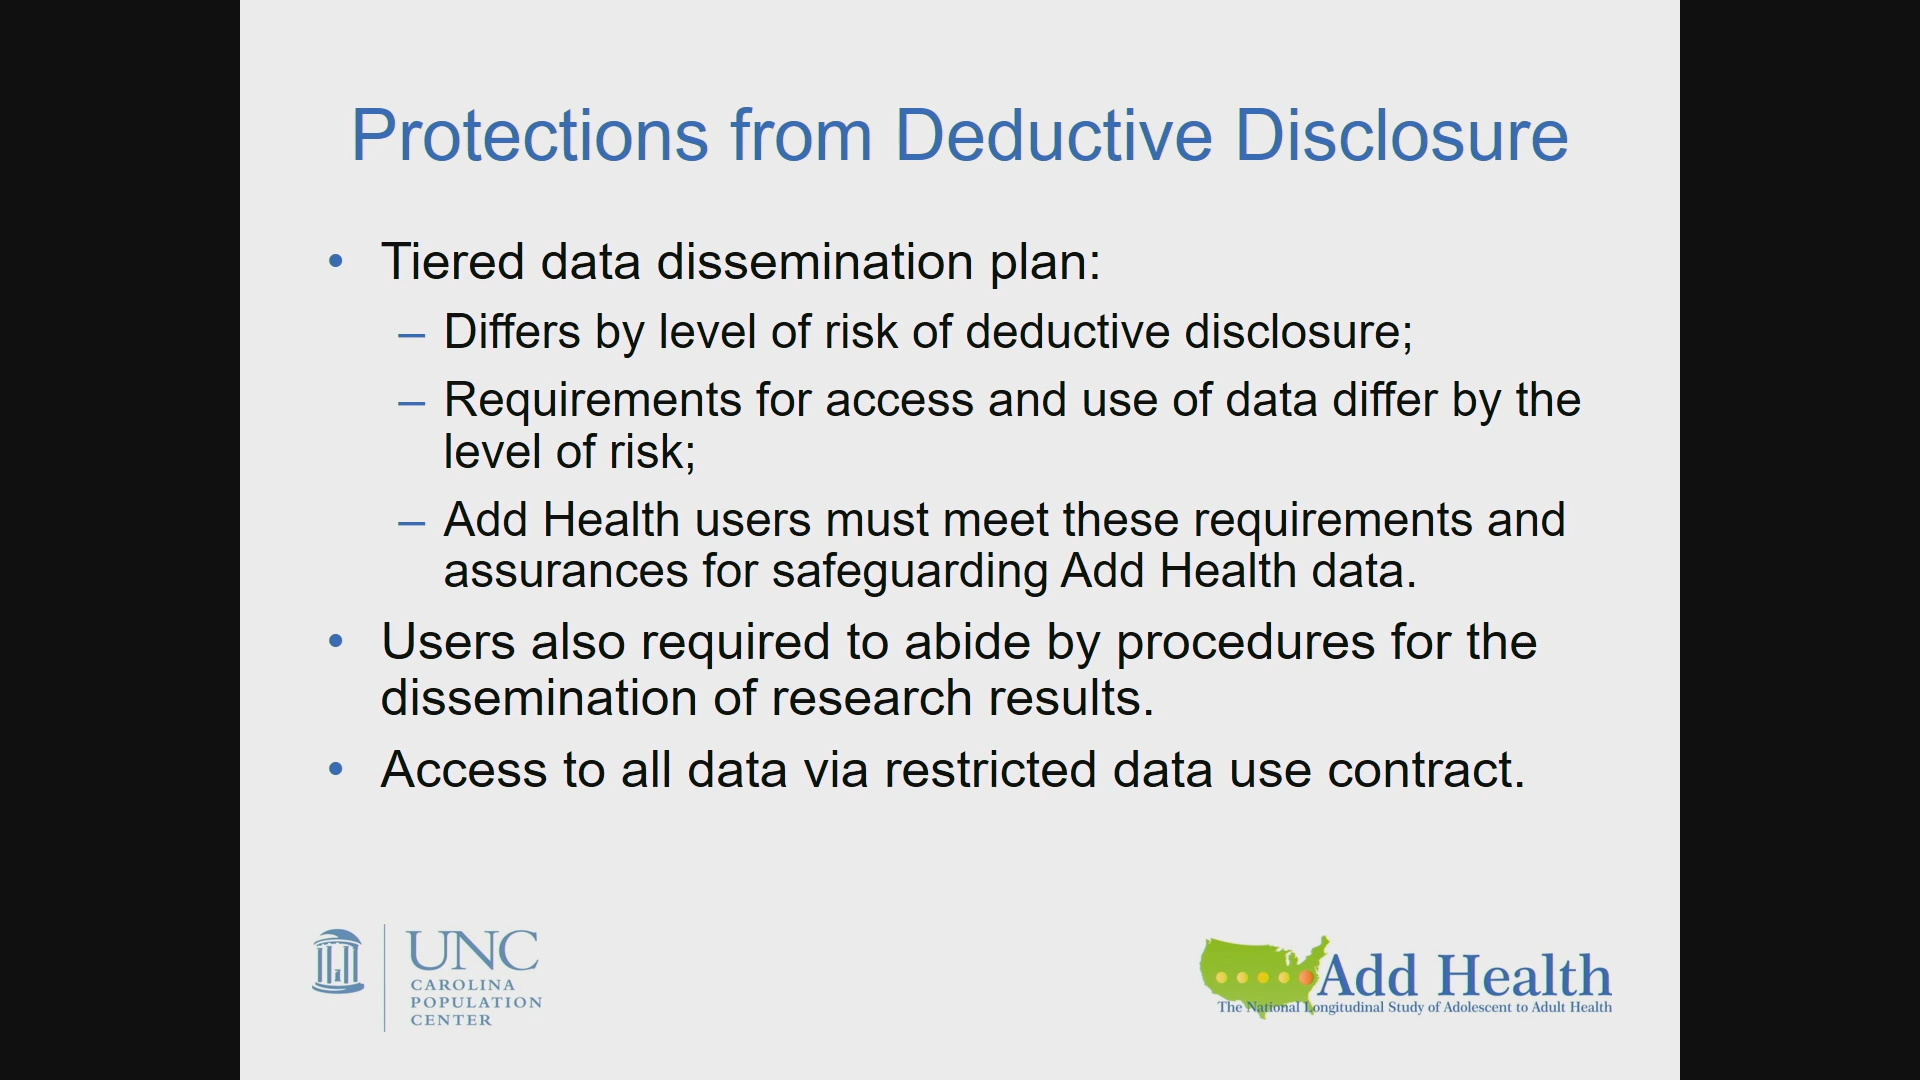 Protections from Deductive Disclosure
• Tiered data dissemination plan:
– Differs by level of risk of deductive disclosure;
– Requirements for access and use of data differ by the
level of risk;
– Add Health users must meet these requirements and
assurances for safeguarding Add Health data.
• Users also required to abide by procedures for the
dissemination of research results.
• Access to all data via restricted data use contract.
UNC
CAROLINA
POPULATION
CENTER
Add Health
The National Longitudinal Study of Adolescent to Adult Health